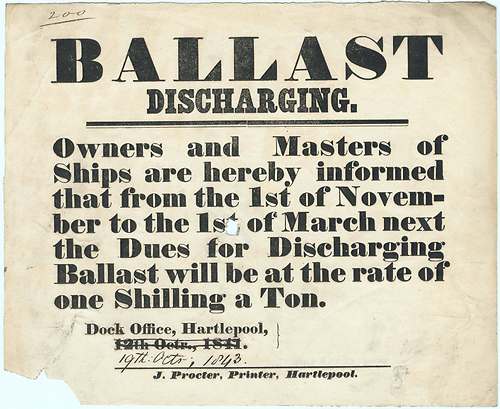 200
BALLAST
DISCHARGING.
Owners and Masters of
Ships are hereby informed
that from the 1st of Novem-
ber to the 1st of March next
the Dues for Discharging
Ballast will be at the rate of
one Shilling a Ton.
Dock Office, Hartlepool,
12th Octr., 1841.
19th Octr; 1843.
J. Procter, Printer, Hartlepool.